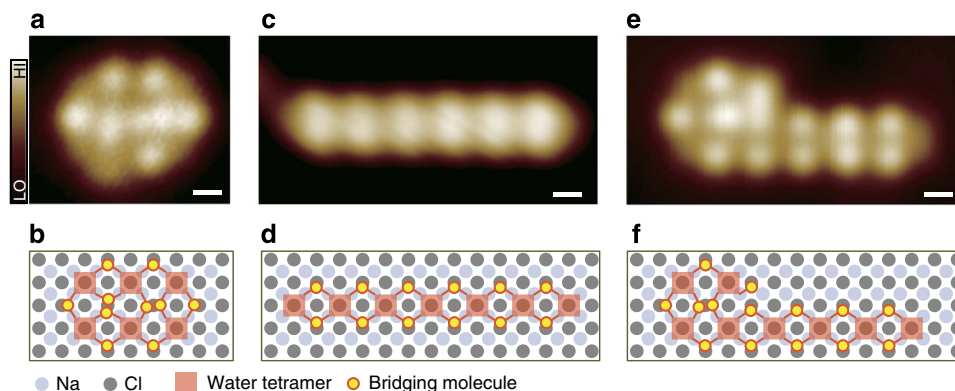 a
c
e
HI
LO
b
d
f
Na
Cl
Water tetramer
Bridging molecule